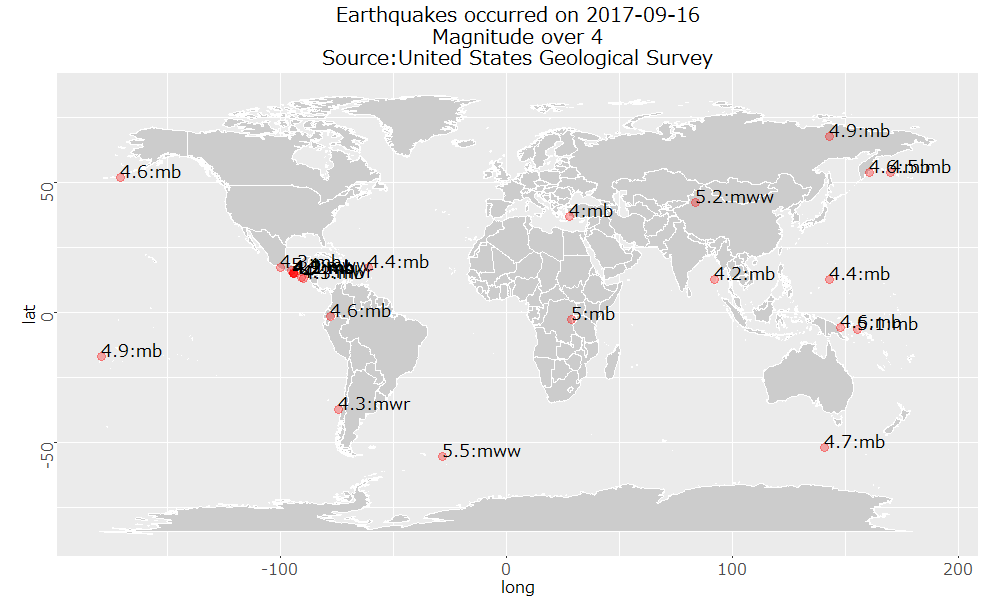 Earthquakes occurred on 2017-09-16
Magnitude over 4
Source:United States Geological Survey
4.9:mb
4.6:mb
4.6:mb
4.5:mb
5.2:mww
4:mb
4.4:mb
4.2:mb
4.4:mb
4.6:mb
5:mb
4.6:mb
5.1:mb
4.9:mb
4.3:mwr
4.7:mb
5.5:mww
lat
50
0
-50
-100
0
100
200
long